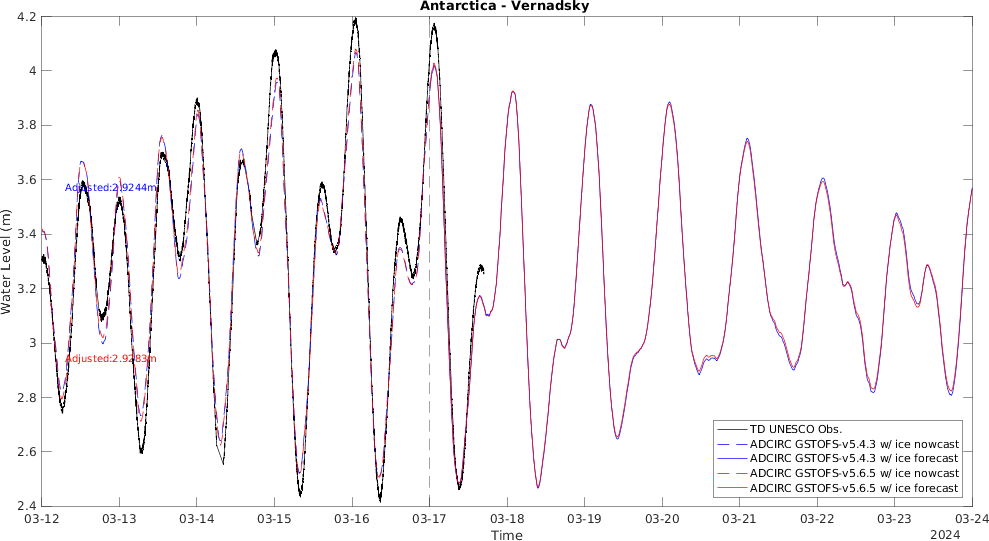 Antarctica - Vernadsky
Water Level (m)
4.2
4
3.8
3.6
3.4
3.2
3
2.8
2.6
2.4
Adjusted:2.9244m
Adjusted:2.9283m
TD UNESCO Obs.
ADCIRC GSTOFS-v5.4.3 w/ ice nowcast
ADCIRC GSTOFS-v5.4.3 w/ ice forecast
ADCIRC GSTOFS-v5.6.5 w/ ice nowcast
ADCIRC GSTOFS-v5.6.5 w/ ice forecast
03-12 03-13 03-14 03-15 03-16 03-17 03-18 03-19 03-20 03-21 03-22 03-23 03-24
Time
2024